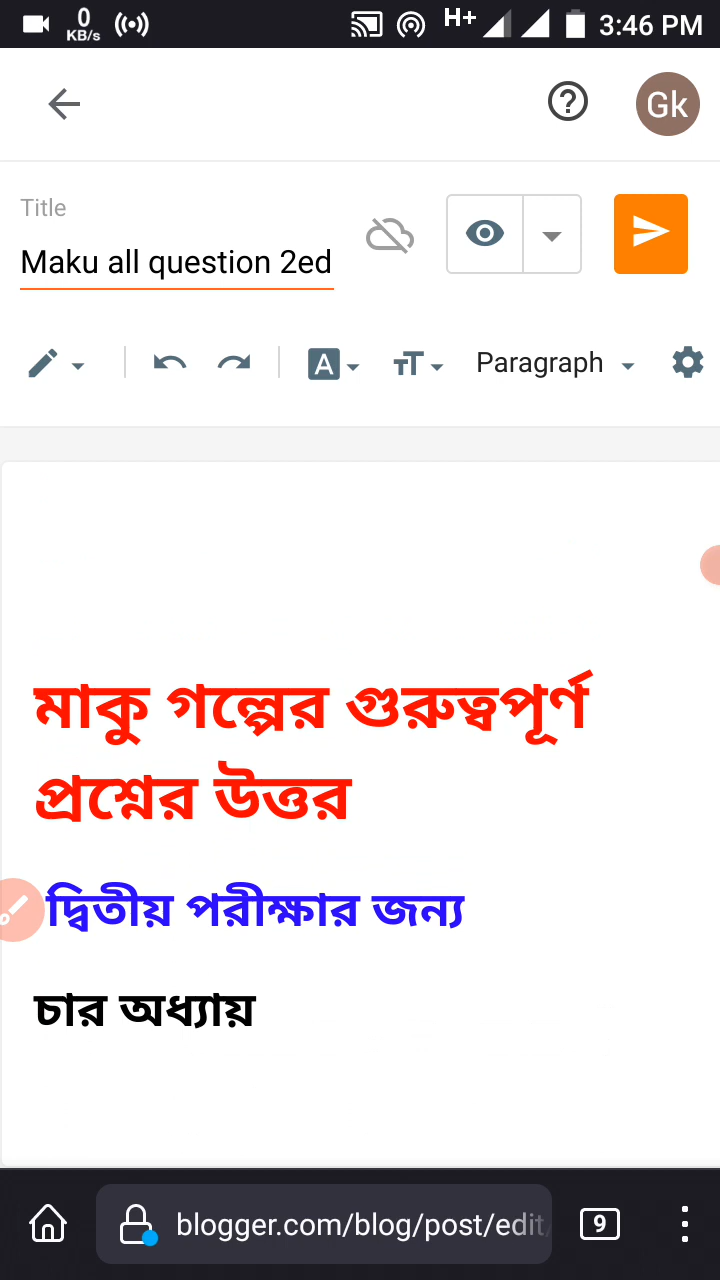 0 KB/s H+ 3:46 PM
Gk
Title
Maku all question 2ed
A TT Paragraph
মাকু গল্পের গুরুত্বপূর্ণ
প্রশ্নের উত্তর
দ্বিতীয় পরীক্ষার জন্য
চার অধ্যায়
blogger.com/blog/post/edit 9